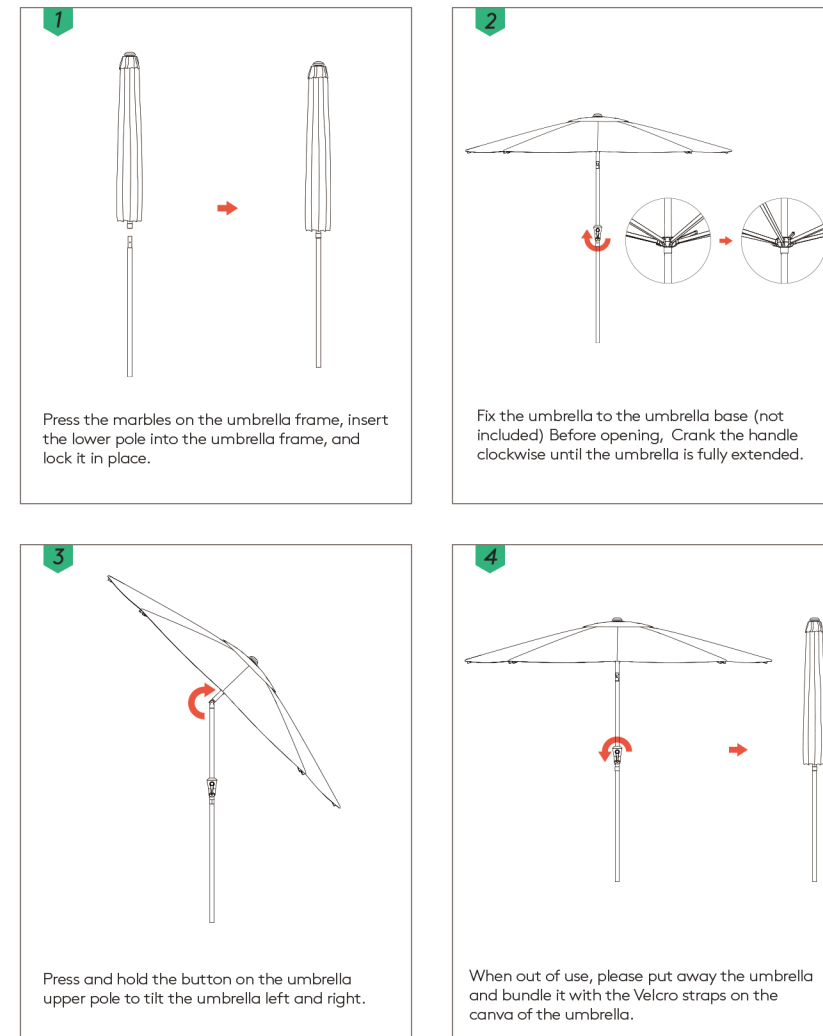 1
Press the marbles on the umbrella frame, insert
the lower pole into the umbrella frame, and
lock it in place.
2
Fix the umbrella to the umbrella base (not
included) Before opening, Crank the handle
clockwise until the umbrella is fully extended.
3
Press and hold the button on the umbrella
upper pole to tilt the umbrella left and right.
4
When out of use, please put away the umbrella
and bundle it with the Velcro straps on the
canva of the umbrella.